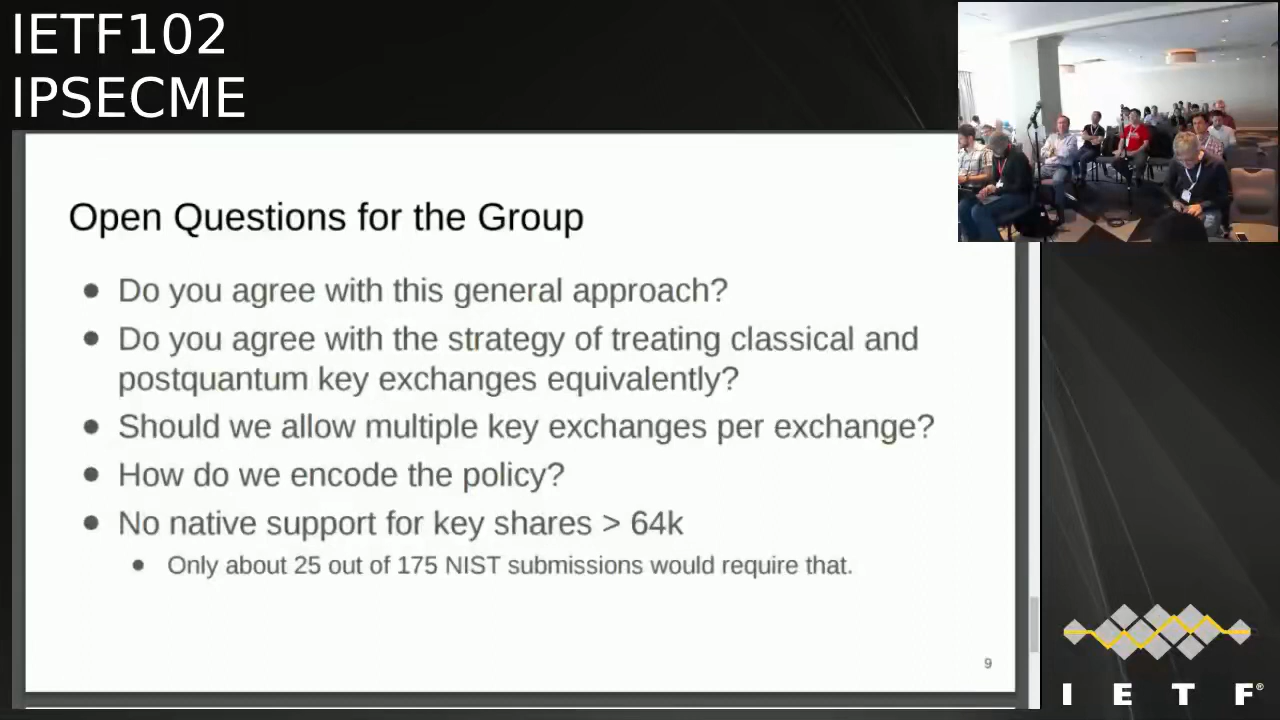 IETF102
IPSECME
Open Questions for the Group
● Do you agree with this general approach?
● Do you agree with the strategy of treating classical and
postquantum key exchanges equivalently?
● Should we allow multiple key exchanges per exchange?
● How do we encode the policy?
● No native support for key shares > 64k
● Only about 25 out of 175 NIST submissions would require that.
9
I E T F®